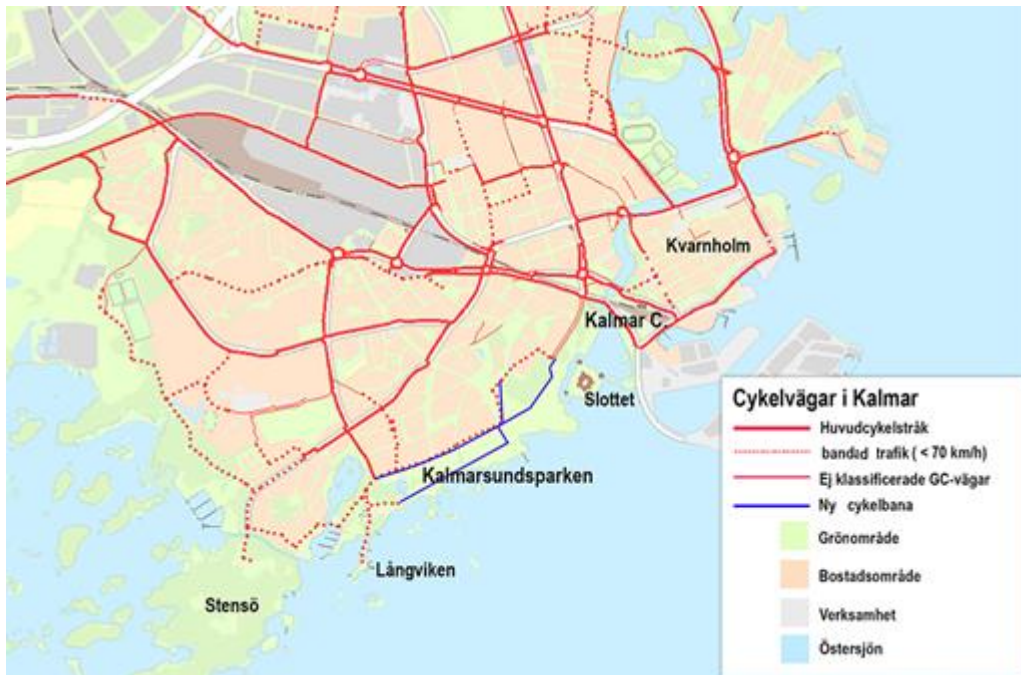 Kvarnholm
Kalmar C.
Slottet
Kalmarsundsparken
Långviken
Stensö
Cykelvägar i Kalmar
Huvudcykelstråk
bandad trafik ( < 70 km/h)
Ej klassificerade GC-vägar
Ny cykelbana
Grönområde
Bostadsområde
Verksamhet
Östersjön